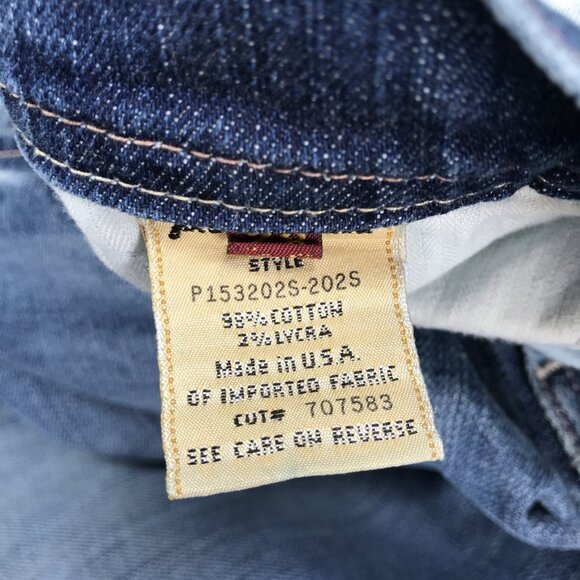 STYLE
P153202S-202S
98% COTTON
2% LYCRA
Made in U.S.A.
OF IMPORTED FABRIC
CUT# 707583
SEE CARE ON REVERSE